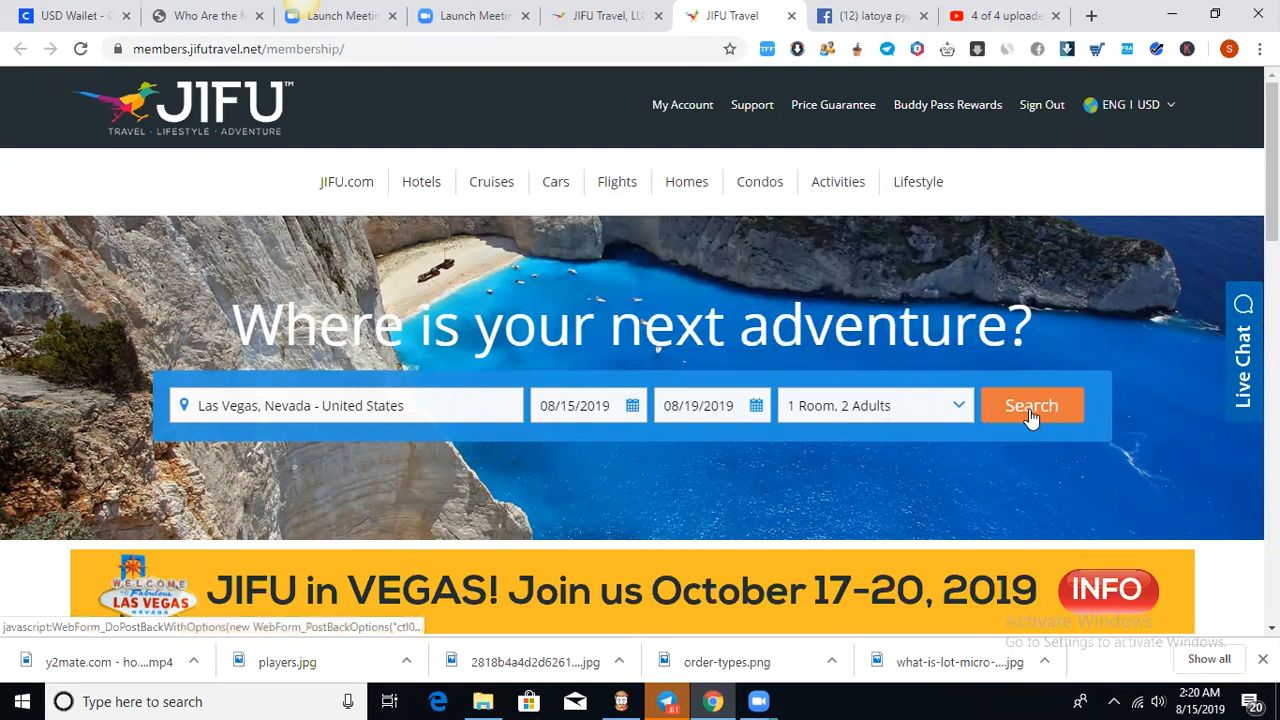 USD Wallet - C
Who Are the M
Launch Meetin
Launch Meetin
JIFU Travel, LL
JIFU Travel
(12) latoya py
4 of 4 uploade
members.jifutravel.net/membership/
JIFU™
TRAVEL · LIFESTYLE · ADVENTURE
My Account
Support
Price Guarantee
Buddy Pass Rewards
Sign Out
ENG | USD
JIFU.com
Hotels
Cruises
Cars
Flights
Homes
Condos
Activities
Lifestyle
Where is your next adventure?
Las Vegas, Nevada - United States
08/15/2019
08/19/2019
1 Room, 2 Adults
Search
Live Chat
WELCOME
TO Fabulous
LAS VEGAS
NEVADA
JIFU in VEGAS! Join us October 17-20, 2019
INFO
javascript:WebForm_DoPostBackWithOptions(new WebForm_PostBackOptions("ctl0...
Activate Windows
Go to Settings to activate Windows.
y2mate.com - ho....mp4
players.jpg
2818b4a4d2d6261....jpg
order-types.png
what-is-lot-micro-....jpg
Show all
Type here to search
61
2:20 AM
8/15/2019
20